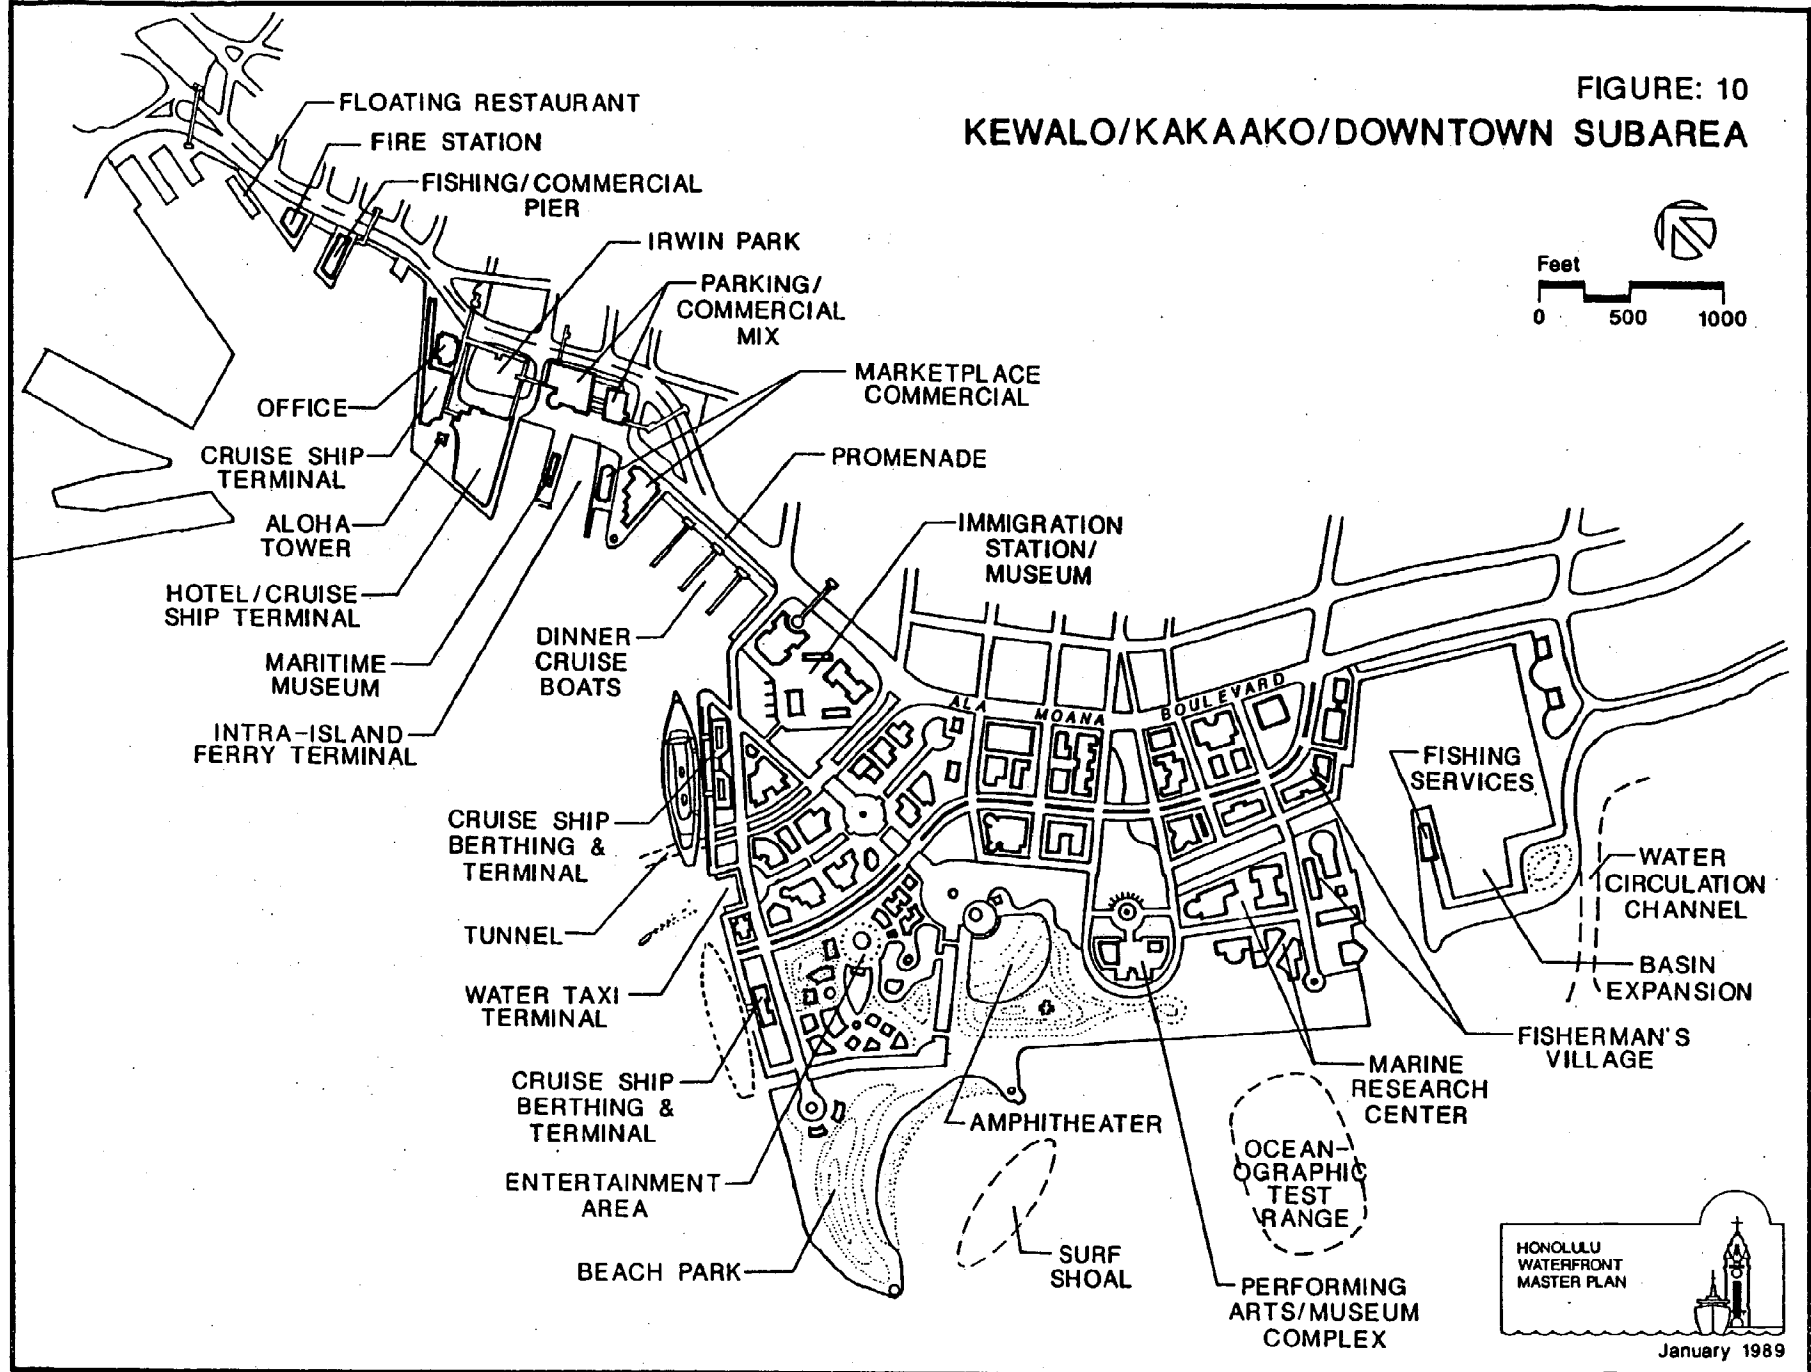 FIGURE: 10
KEWALO/KAKAAKO/DOWNTOWN SUBAREA
FLOATING RESTAURANT
FIRE STATION
FISHING/COMMERCIAL
PIER
IRWIN PARK
PARKING/
COMMERCIAL
MIX
Feet
0 500 1000
MARKETPLACE
COMMERCIAL
OFFICE
CRUISE SHIP
TERMINAL
PROMENADE
ALOHA
TOWER
IMMIGRATION
STATION/
MUSEUM
HOTEL/CRUISE
SHIP TERMINAL
DINNER
CRUISE
BOATS
MARITIME
MUSEUM
INTRA-ISLAND
FERRY TERMINAL
ALA MOANA BOULEVARD
FISHING
SERVICES
CRUISE SHIP
BERTHING &
TERMINAL
WATER
CIRCULATION
CHANNEL
TUNNEL
BASIN
EXPANSION
WATER TAXI
TERMINAL
FISHERMAN'S
VILLAGE
MARINE
RESEARCH
CENTER
CRUISE SHIP
BERTHING &
TERMINAL
AMPHITHEATER
OCEAN-
OGRAPHIC
TEST
RANGE
ENTERTAINMENT
AREA
SURF
SHOAL
BEACH PARK
PERFORMING
ARTS/MUSEUM
COMPLEX
HONOLULU
WATERFRONT
MASTER PLAN
January 1989